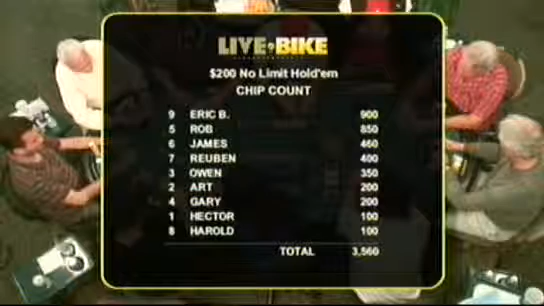 LIVE BIKE
$200 No Limit Hold'em
CHIP COUNT
9 ERIC B. 900
5 ROB 850
6 JAMES 460
7 REUBEN 400
3 OWEN 350
2 ART 200
4 GARY 200
1 HECTOR 100
8 HAROLD 100
TOTAL 3,560